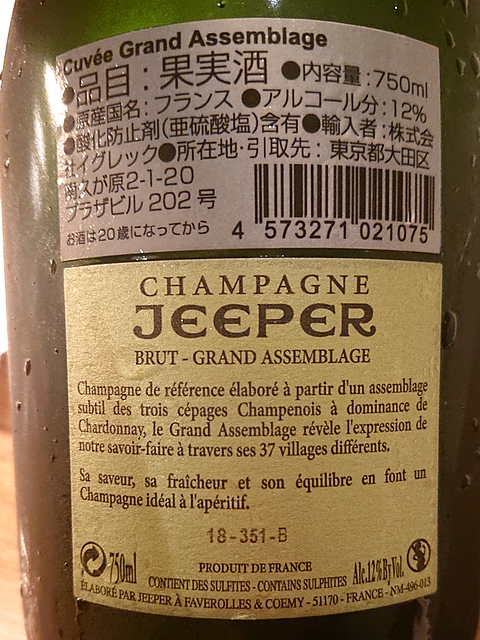 Cuvée Grand Assemblage
●品目：果実酒 ●内容量：750ml
●原産国名：フランス ●アルコール分：12%
●酸化防止剤(亜硫酸塩)含有●輸入者：株式会
社イグレック●所在地･引取先：東京都大田区
南久が原2-1-20
プラザビル 202 号
お酒は20歳になってから
4 573271 021075
CHAMPAGNE
JEEPER
BRUT - GRAND ASSEMBLAGE
Champagne de référence élaboré à partir d'un assemblage
subtil des trois cépages Champenois à dominance de
Chardonnay, le Grand Assemblage révèle l'expression de
notre savoir-faire à travers ses 37 villages différents.
Sa saveur, sa fraîcheur et son équilibre en font un
Champagne idéal à l'apéritif.
18-351-B
750ml
PRODUIT DE FRANCE
CONTIENT DES SULFITES - CONTAINS SULPHITES
Alc.12% By Vol.
ÉLABORÉ PAR JEEPER À FAVEROLLES & COEMY - 51170 - FRANCE - NM-496-013